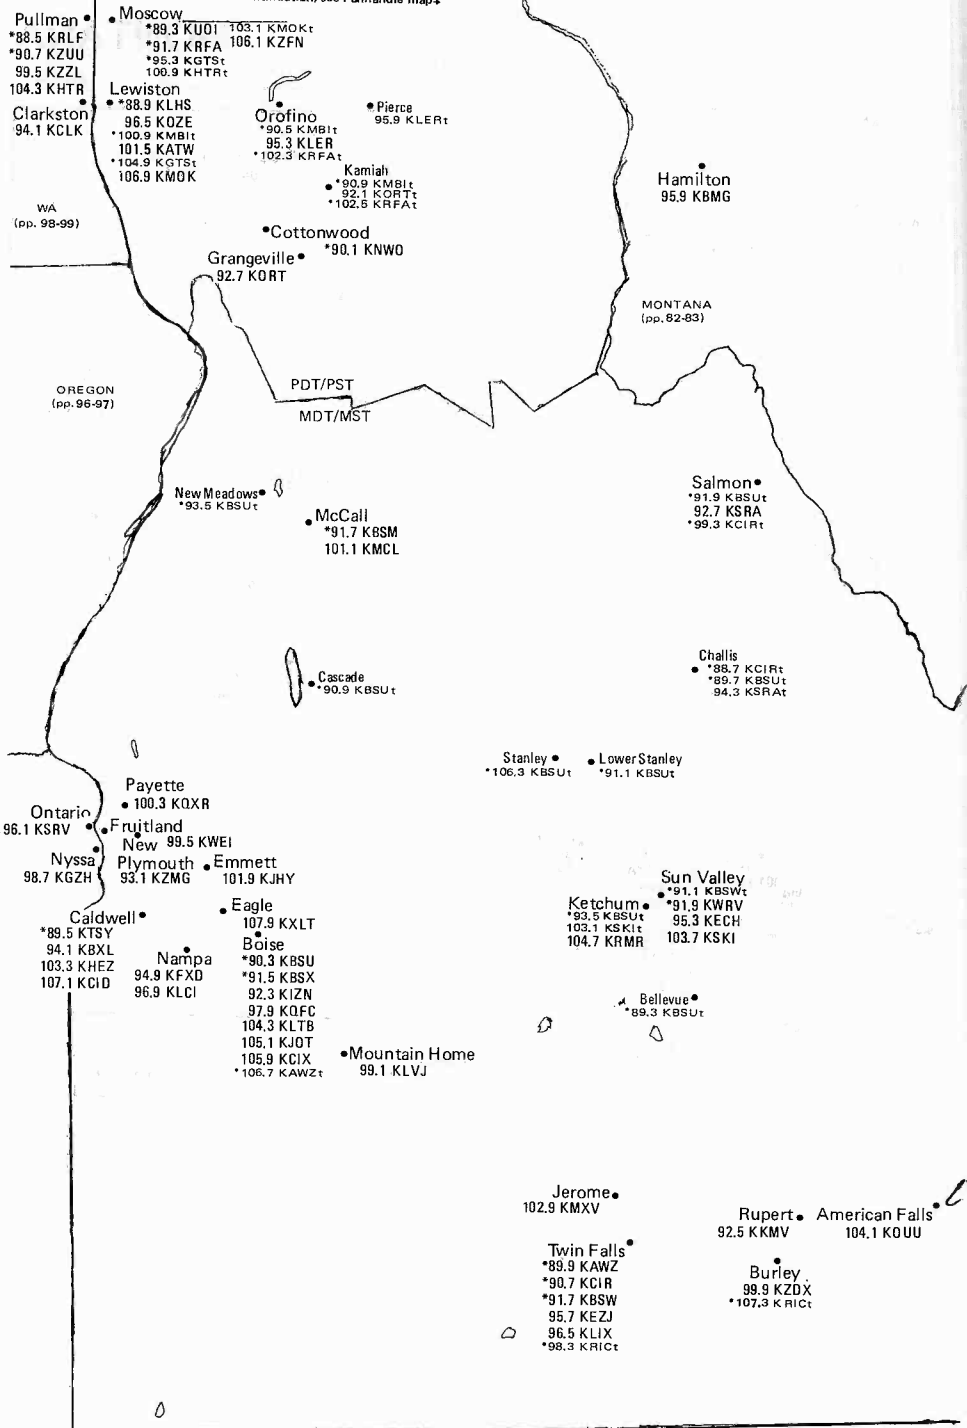 Pullman
*88.5 KRLF
*90.7 KZUU
99.5 KZZL
104.3 KHTR
Moscow
*89.3 KUOI
*91.7 KRFA
*95.3 KGTSt
100.9 KHTRt
103.1 KMOKt
106.1 KZFN
Clarkston
94.1 KCLK
Lewiston
*88.9 KLHS
96.5 KOZE
*100.9 KMBIt
101.5 KATW
*104.9 KGTSt
106.9 KMOK
Orofino
*90.5 KMBIt
95.3 KLER
*102.3 KRFAt
Pierce
95.9 KLERt
Kamiah
*90.9 KMBIt
92.1 KORTt
*102.5 KRFAt
Hamilton
95.9 KBMG
WA
(pp. 98-99)
Cottonwood
*90.1 KNWO
Grangeville
92.7 KORT
MONTANA
(pp. 82-83)
OREGON
(pp. 96-97)
PDT/PST
MDT/MST
New Meadows
*93.5 KBSUt
McCall
*91.7 KBSM
101.1 KMCL
Salmon
*91.9 KBSUt
92.7 KSRA
*99.3 KCIRt
Cascade
*90.9 KBSUt
Challis
*88.7 KCIRt
*89.7 KBSUt
94.3 KSRAt
Stanley
*106.3 KBSUt
Lower Stanley
*91.1 KBSUt
Payette
100.3 KQXR
Ontario
96.1 KSRV
Fruitland
New
Plymouth
93.1 KZMG
99.5 KWEI
Nyssa
98.7 KGZH
Emmett
101.9 KJHY
Caldwell
*89.5 KTSY
94.1 KBXL
103.3 KHEZ
107.1 KCID
Nampa
94.9 KFXD
96.9 KLCI
Eagle
107.9 KXLT
Boise
*90.3 KBSU
*91.5 KBSX
92.3 KIZN
97.9 KQFC
104.3 KLTB
105.1 KJOT
105.9 KCIX
*106.7 KAWZt
Mountain Home
99.1 KLVJ
Ketchum
*93.5 KBSUt
103.1 KSKIt
104.7 KRMR
Sun Valley
*91.1 KBSWt
*91.9 KWRV
95.3 KECH
103.7 KSKI
Bellevue
*89.3 KBSUt
Jerome
102.9 KMXV
Twin Falls
*89.9 KAWZ
*90.7 KCIR
*91.7 KBSW
95.7 KEZJ
96.5 KLIX
*98.3 KRICt
Rupert
92.5 KKMV
American Falls
104.1 KOUU
Burley
99.9 KZDX
*107.3 KRICt